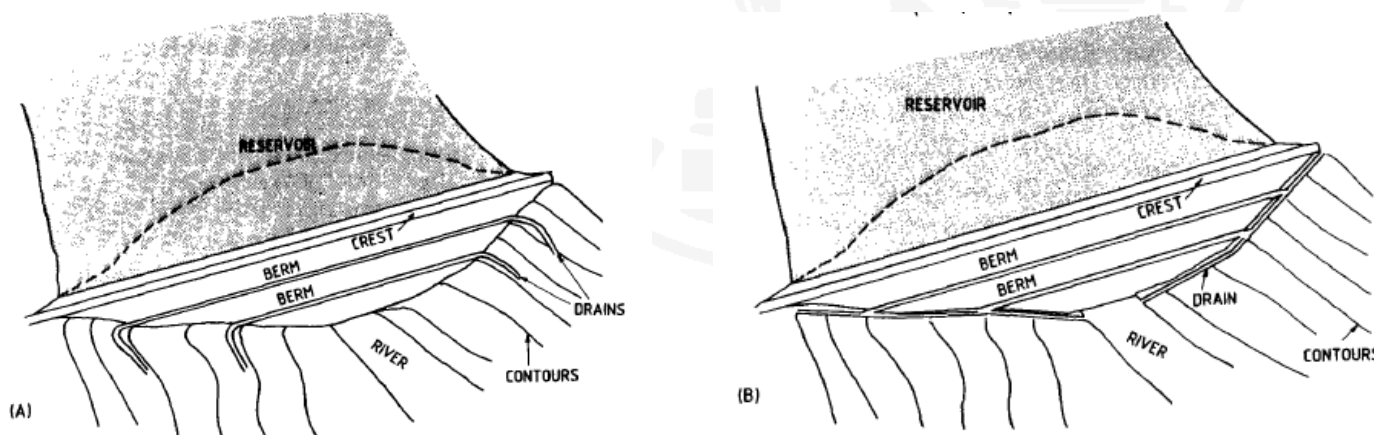 RESERVOIR
CREST
BERM
BERM
DRAINS
RIVER
CONTOURS
(A)
RESERVOIR
CREST
BERM
BERM
DRAIN
RIVER
CONTOURS
(B)